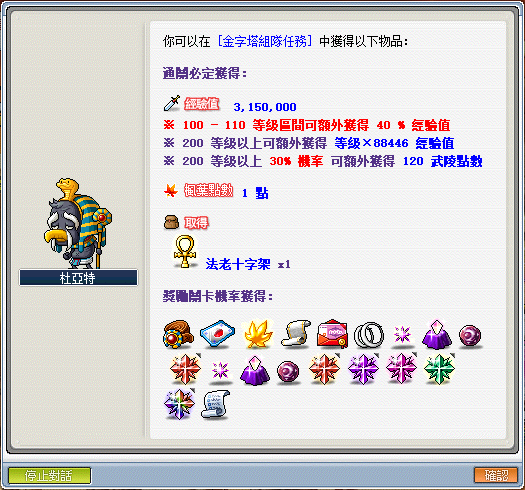 你可以在 [金字塔組隊任務] 中獲得以下物品：
通關必定獲得：
經驗值 3,150,000
※ 100 - 110 等級區間可額外獲得 40 % 經驗值
※ 200 等級以上可額外獲得 等級×88446 經驗值
※ 200 等級以上 30% 機率 可額外獲得 120 武陵點數
楓葉點數 1 點
取得
法老十字架 x1
獎勵關卡機率獲得：
杜亞特
停止對話
確認